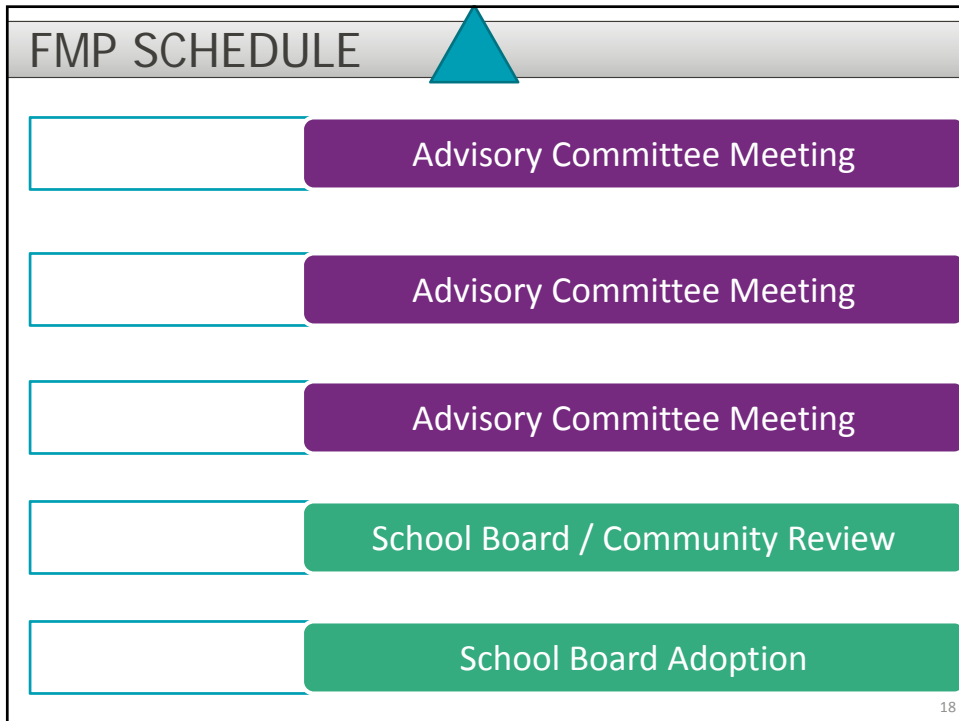 FMP SCHEDULE
Advisory Committee Meeting
Advisory Committee Meeting
Advisory Committee Meeting
School Board / Community Review
School Board Adoption
18